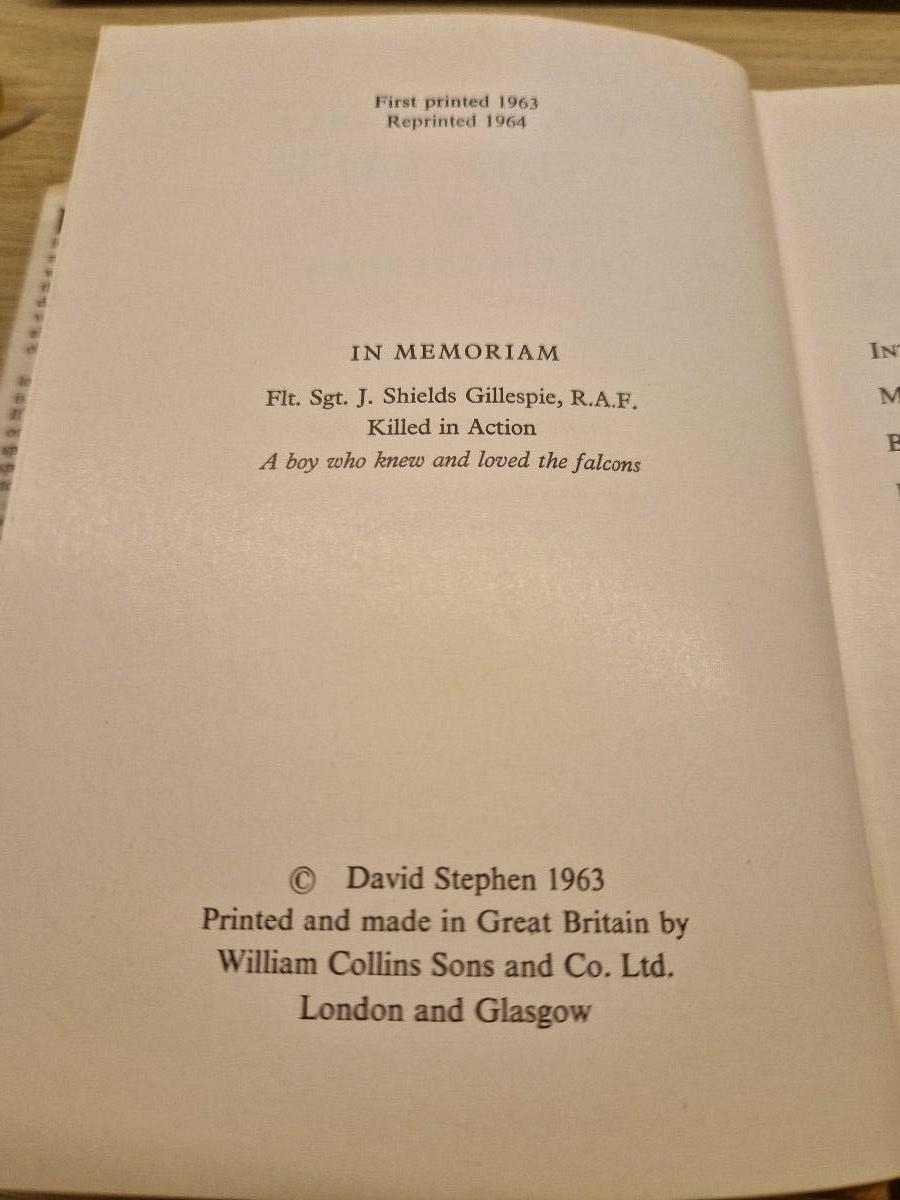 First printed 1963
Reprinted 1964
IN MEMORIAM
Flt. Sgt. J. Shields Gillespie, R.A.F.
Killed in Action
A boy who knew and loved the falcons
© David Stephen 1963
Printed and made in Great Britain by
William Collins Sons and Co. Ltd.
London and Glasgow